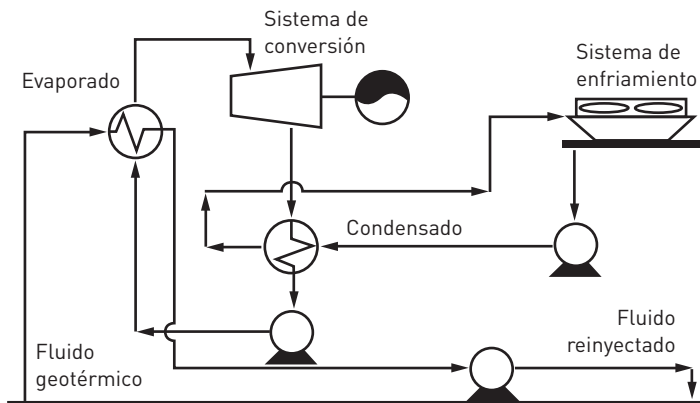 Sistema de
conversión
Sistema de
enfriamiento
Evaporado
Condensado
Fluido
geotérmico
Fluido
reinyectado